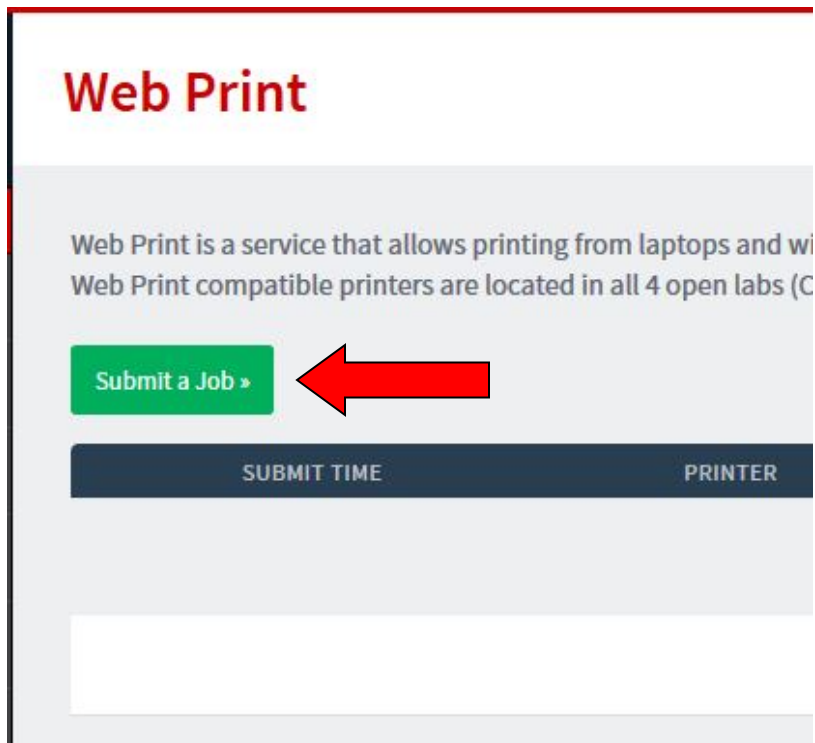 Web Print
Web Print is a service that allows printing from laptops and
Web Print compatible printers are located in all 4 open labs
Submit a Job »
SUBMIT TIME PRINTER